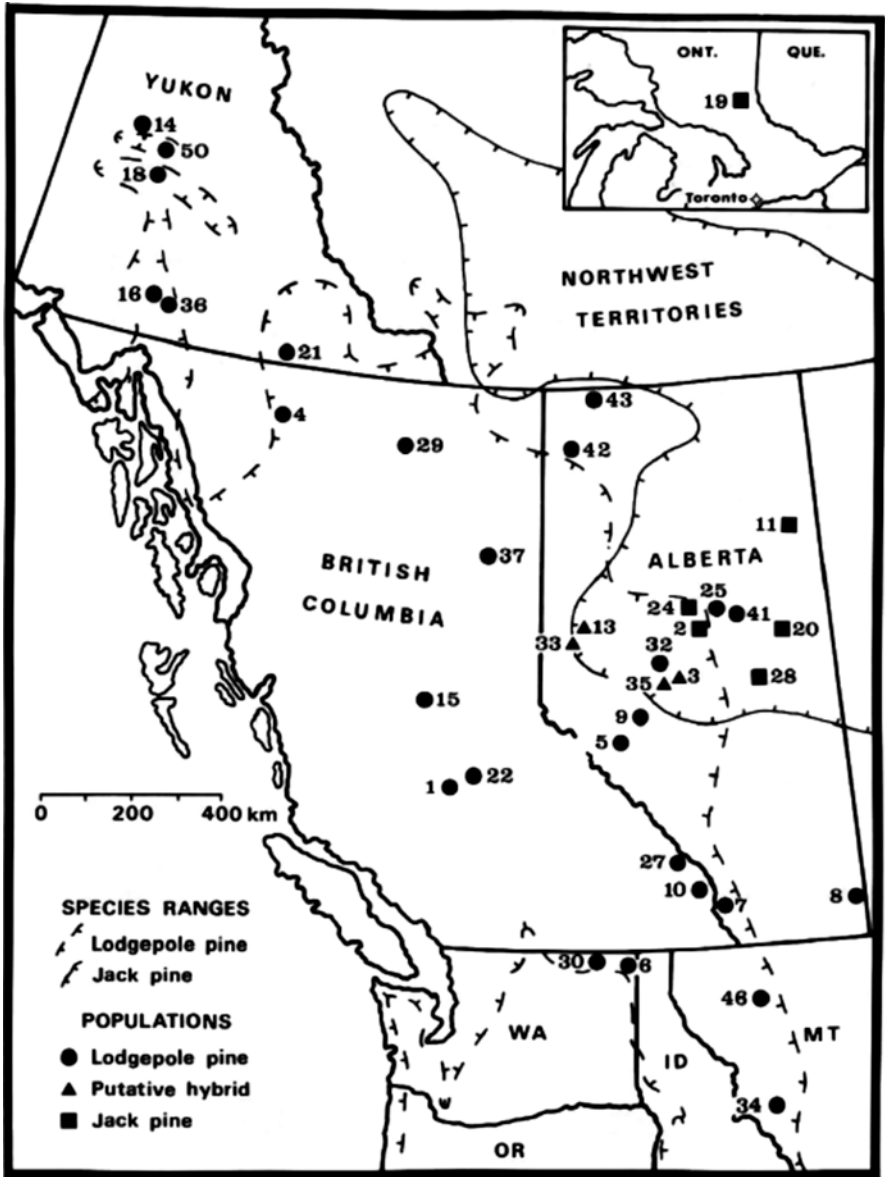 ONT. QUE.
19
Toronto
YUKON
14
50
18
16
36
NORTHWEST
TERRITORIES
21
4
29
43
42
37
BRITISH
COLUMBIA
11
ALBERTA
24 25 41
2 20
13
33
32
35 3 28
15
9
5
1 22
0 200 400 km
27
10
7
8
SPECIES RANGES
Lodgepole pine
Jack pine
POPULATIONS
Lodgepole pine
Putative hybrid
Jack pine
30 6
46
WA
ID
MT
34
OR